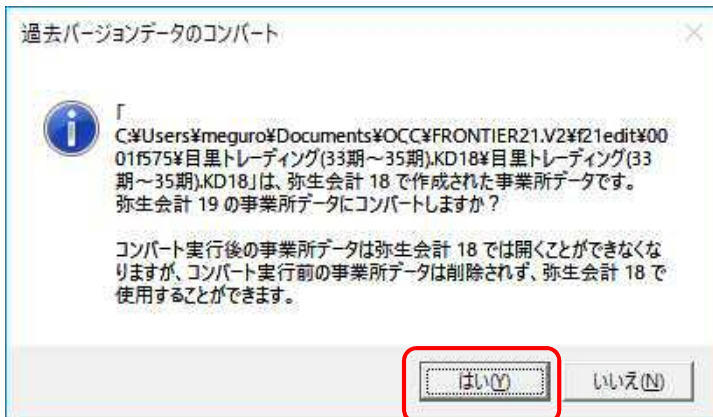 過去バージョンデータのコンバート
「
C:¥Users¥meguro¥Documents¥OCC¥FRONTIER21.V2¥f21edit¥00
01f575¥目黒トレーディング(33期～35期).KD18¥目黒トレーディング(33
期～35期).KD18」は、弥生会計 18 で作成された事業所データです。
弥生会計 19 の事業所データにコンバートしますか？
コンバート実行後の事業所データは弥生会計 18 では開くことができなくな
りますが、コンバート実行前の事業所データは削除されず、弥生会計 18 で
使用することができます。
はい(Y)
いいえ(N)